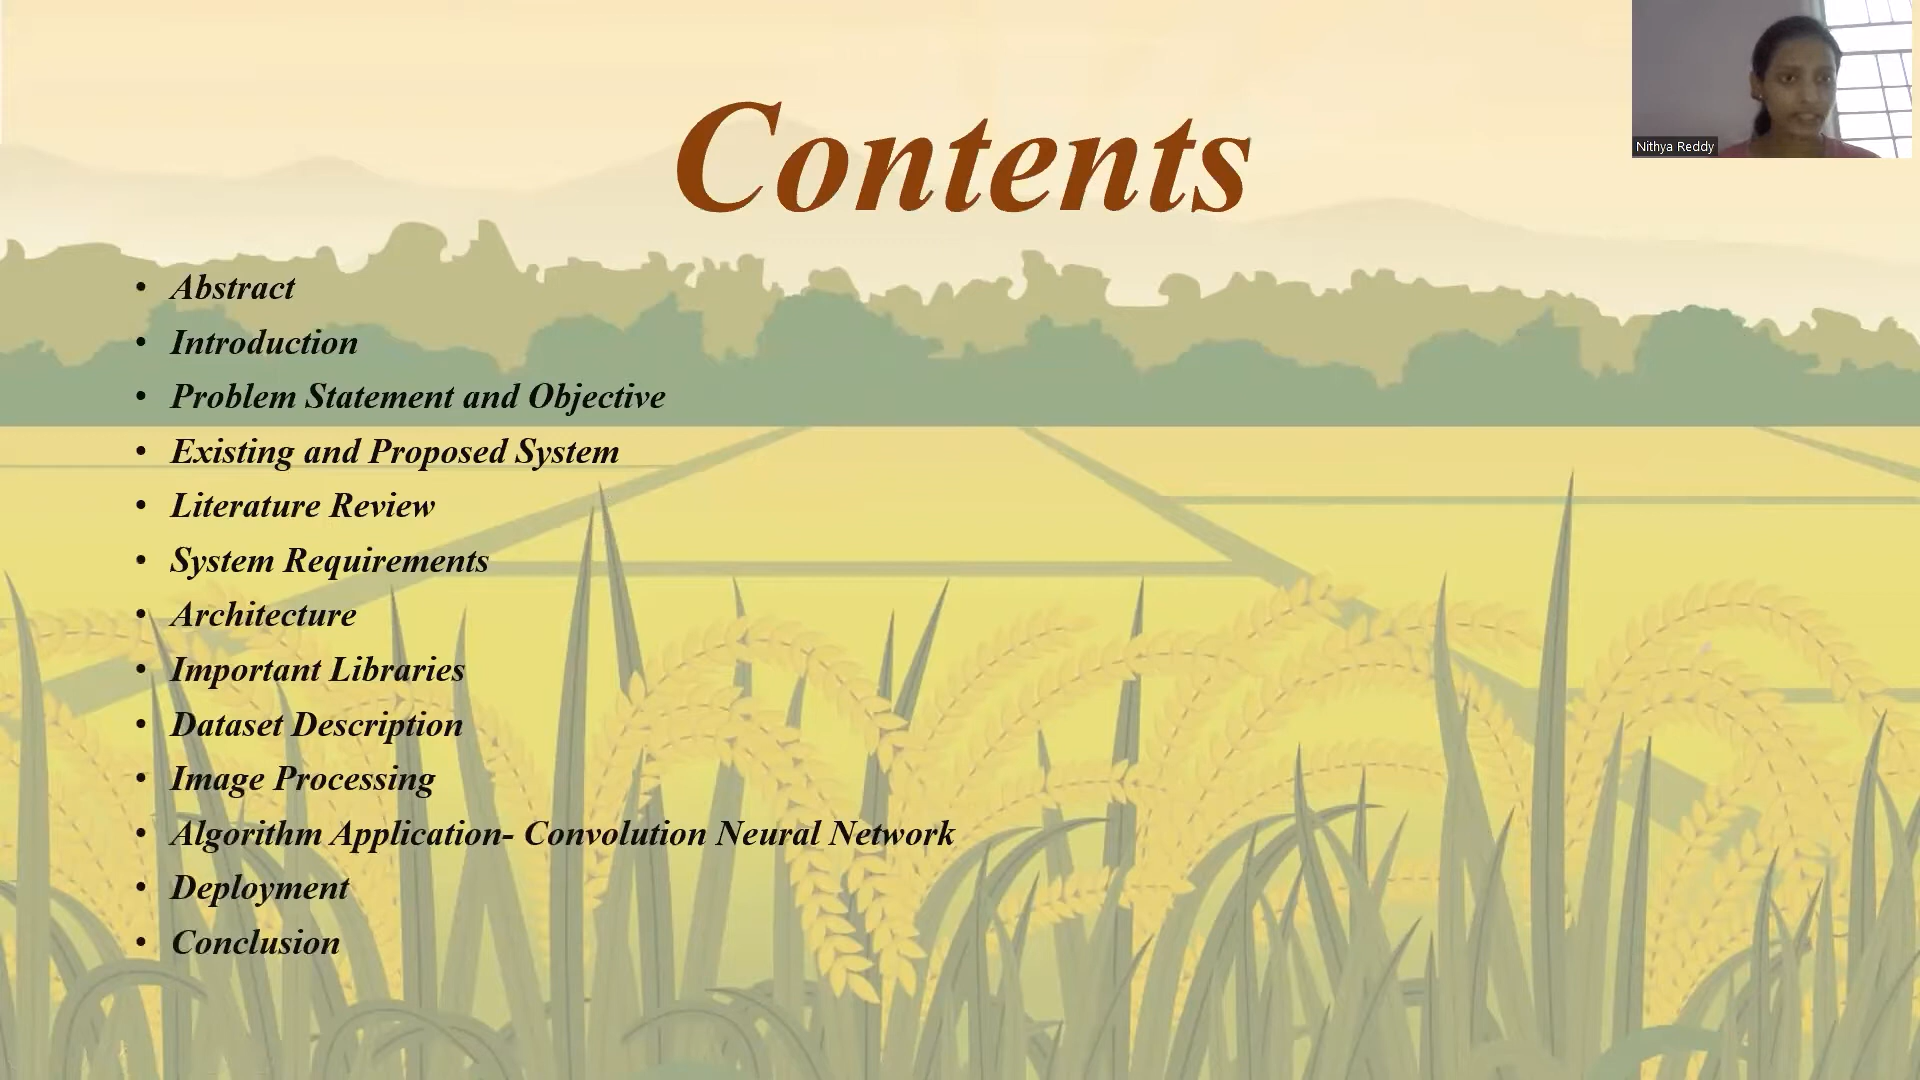 Contents
Nithya Reddy
• Abstract
• Introduction
• Problem Statement and Objective
• Existing and Proposed System
• Literature Review
• System Requirements
• Architecture
• Important Libraries
• Dataset Description
• Image Processing
• Algorithm Application- Convolution Neural Network
• Deployment
• Conclusion